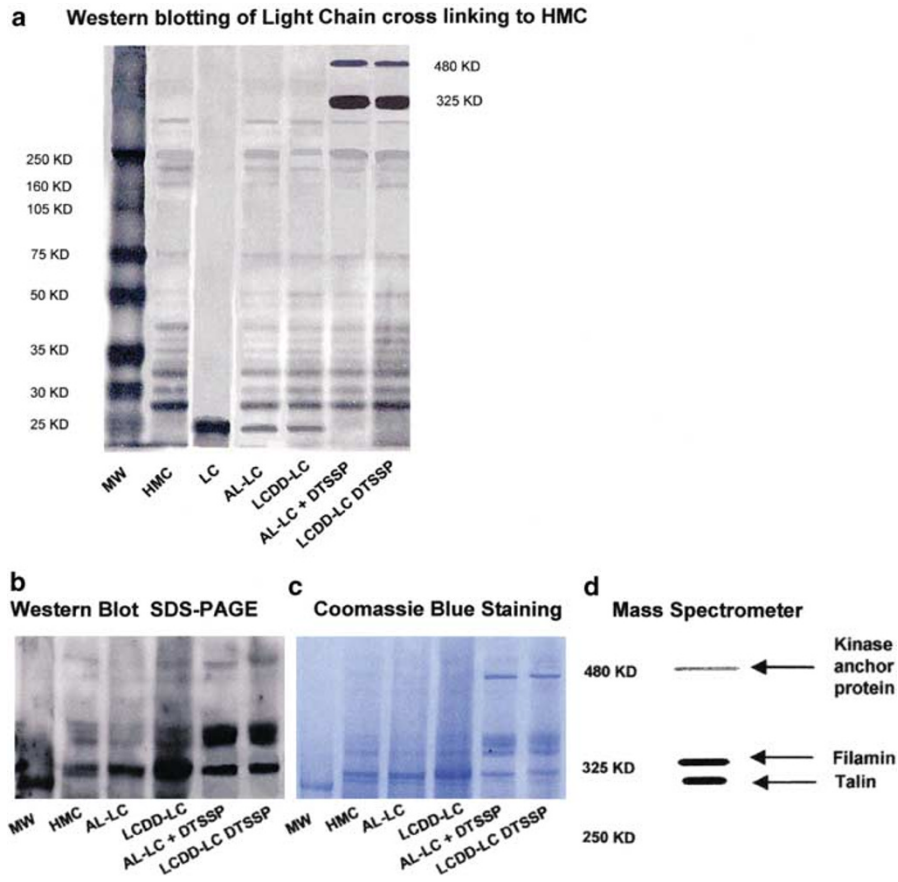 a
Western blotting of Light Chain cross linking to HMC
480 KD
325 KD
250 KD
160 KD
105 KD
75 KD
50 KD
35 KD
30 KD
25 KD
MW
HMC
LC
AL-LC
LCDD-LC
AL-LC + DTSSP
LCDD-LC DTSSP
b
Western Blot SDS-PAGE
MW
HMC
AL-LC
LCDD-LC
AL-LC + DTSSP
LCDD-LC DTSSP
c
Coomassie Blue Staining
MW
HMC
AL-LC
LCDD-LC
AL-LC + DTSSP
LCDD-LC DTSSP
d
Mass Spectrometer
480 KD
Kinase
anchor
protein
325 KD
Filamin
Talin
250 KD